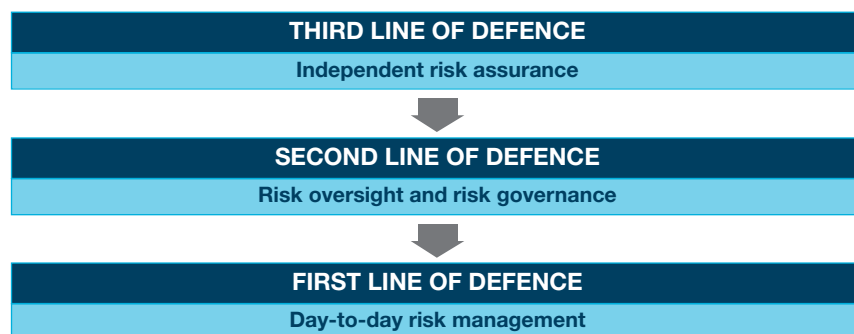 THIRD LINE OF DEFENCE
Independent risk assurance
SECOND LINE OF DEFENCE
Risk oversight and risk governance
FIRST LINE OF DEFENCE
Day-to-day risk management